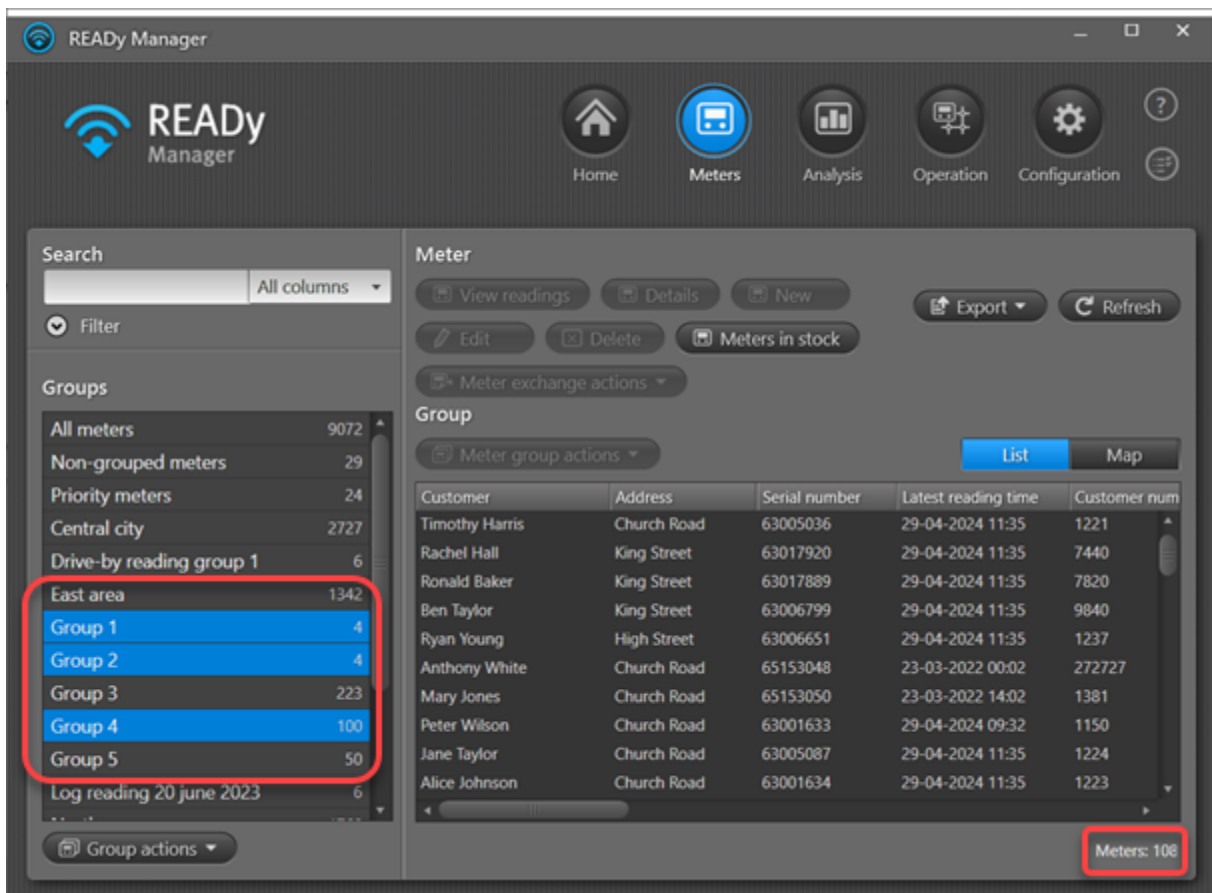 READy Manager
READy
Manager
Home Meters Analysis Operation Configuration
?
Search
All columns
Filter
Groups
All meters 9072
Non-grouped meters 29
Priority meters 24
Central city 2727
Drive-by reading group 1 6
East area 1342
Group 1 4
Group 2 4
Group 3 223
Group 4 100
Group 5 50
Log reading 20 june 2023 6
Group actions
Meter
View readings Details New
Export Refresh
Edit Delete Meters in stock
Meter exchange actions
Group
Meter group actions
List Map
Customer Address Serial number Latest reading time Customer num
Timothy Harris Church Road 63005036 29-04-2024 11:35 1221
Rachel Hall King Street 63017920 29-04-2024 11:35 7440
Ronald Baker King Street 63017889 29-04-2024 11:35 7820
Ben Taylor King Street 63006799 29-04-2024 11:35 9840
Ryan Young High Street 63006651 29-04-2024 11:35 1237
Anthony White Church Road 65153048 23-03-2022 00:02 272727
Mary Jones Church Road 65153050 23-03-2022 14:02 1381
Peter Wilson Church Road 63001633 29-04-2024 09:32 1150
Jane Taylor Church Road 63005087 29-04-2024 11:35 1224
Alice Johnson Church Road 63001634 29-04-2024 11:35 1223
Meters: 108